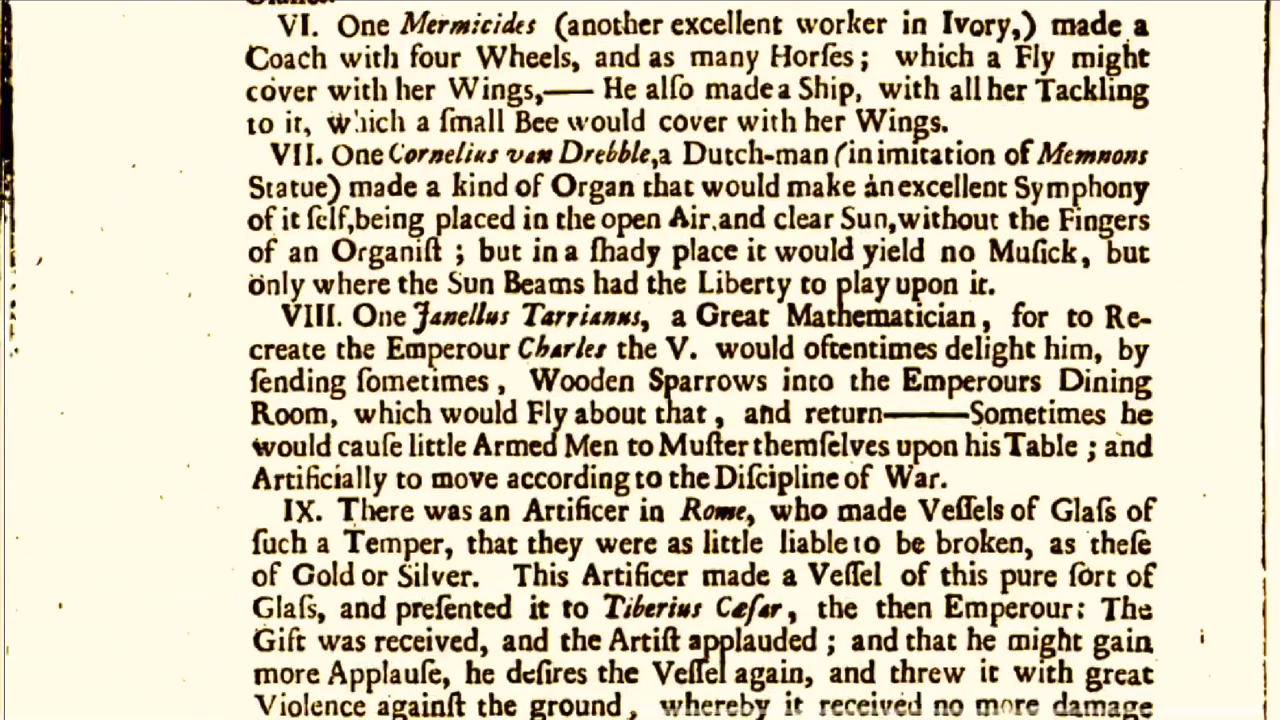 VI. One Mermicides (another excellent worker in Ivory,) made a
Coach with four Wheels, and as many Horſes; which a Fly might
cover with her Wings,—— He alſo made a Ship, with all her Tackling
to it, which a ſmall Bee would cover with her Wings.
VII. One Cornelius van Drebble, a Dutch-man (in imitation of Memnons
Statue) made a kind of Organ that would make an excellent Symphony
of it ſelf, being placed in the open Air, and clear Sun, without the Fingers
of an Organiſt ; but in a ſhady place it would yield no Muſick, but
only where the Sun Beams had the Liberty to play upon it.
VIII. One Janellus Tarrianus, a Great Mathematician, for to Re-
create the Emperour Charles the V. would oftentimes delight him, by
ſending ſometimes, Wooden Sparrows into the Emperours Dining
Room, which would Fly about that, and return——Sometimes he
would cauſe little Armed Men to Muſter themſelves upon his Table ; and
Artificially to move according to the Diſcipline of War.
IX. There was an Artificer in Rome, who made Veſſels of Glaſs of
ſuch a Temper, that they were as little liable to be broken, as theſe
of Gold or Silver. This Artificer made a Veſſel of this pure ſort of
Glaſs, and preſented it to Tiberius Cæſar, the then Emperour: The
Gift was received, and the Artiſt applauded ; and that he might gain
more Applauſe, he deſires the Veſſel again, and threw it with great
Violence againſt the ground, whereby it received no more damage